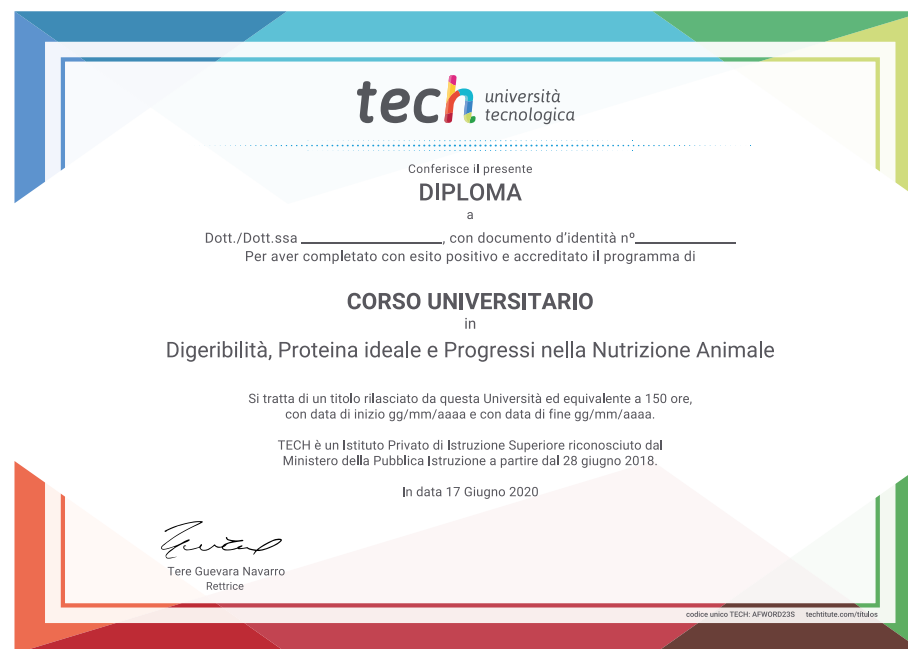 tech università
tecnologica
Conferisce il presente
DIPLOMA
a
Dott./Dott.ssa ____________________, con documento d'identità nº______________
Per aver completato con esito positivo e accreditato il programma di
CORSO UNIVERSITARIO
in
Digeribilità, Proteina ideale e Progressi nella Nutrizione Animale
Si tratta di un titolo rilasciato da questa Università ed equivalente a 150 ore,
con data di inizio gg/mm/aaaa e con data di fine gg/mm/aaaa.
TECH è un Istituto Privato di Istruzione Superiore riconosciuto dal
Ministero della Pubblica Istruzione a partire dal 28 giugno 2018.
In data 17 Giugno 2020
Tere Guevara Navarro
Rettrice
codice unico TECH: AFWORD23S techtitute.com/titulos